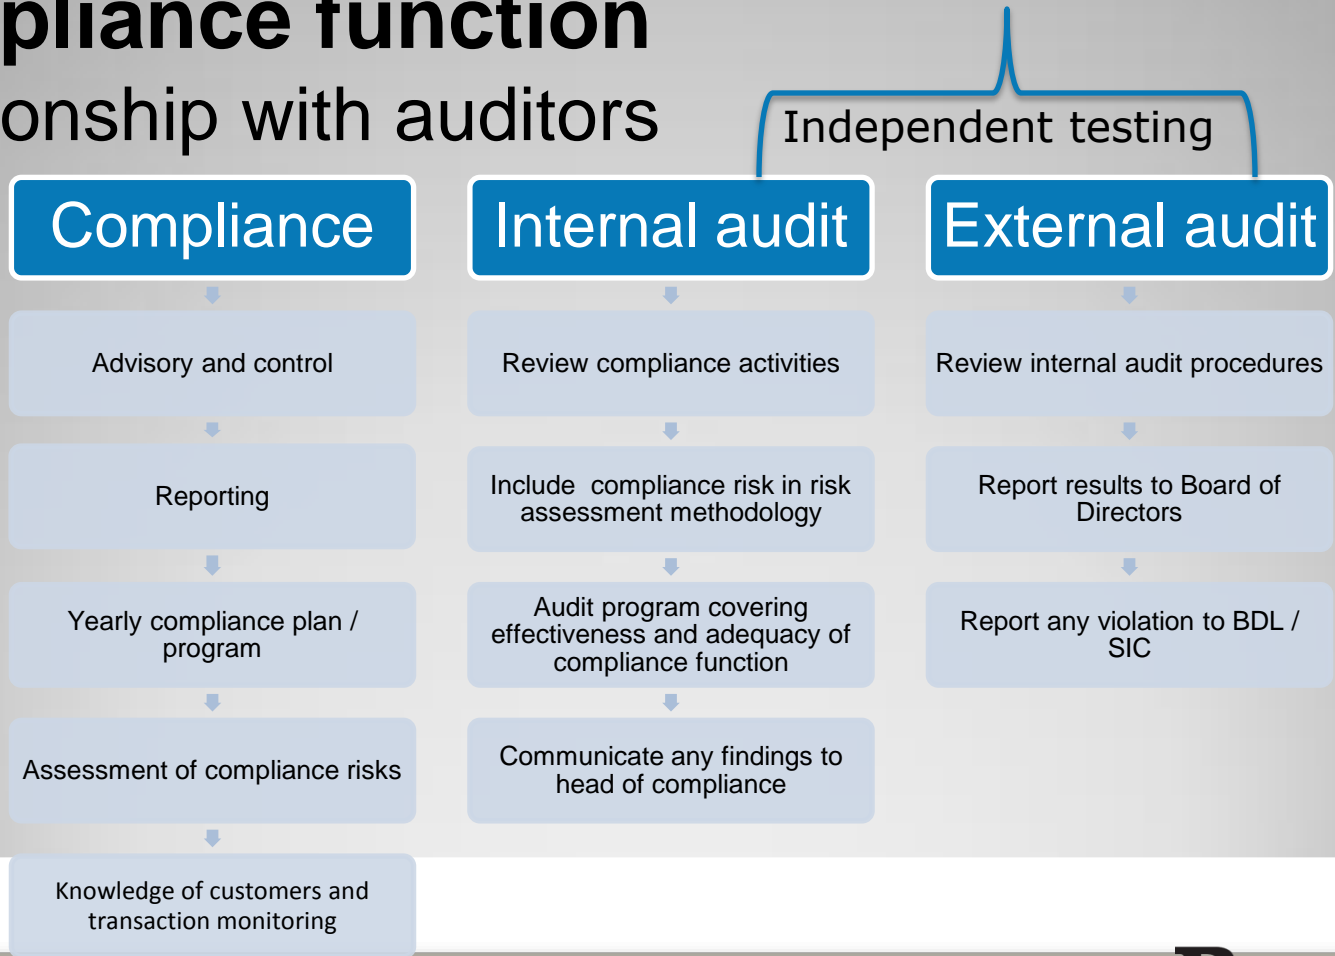 pliance function
onship with auditors
Independent testing
Compliance
Advisory and control
Reporting
Yearly compliance plan /
program
Assessment of compliance risks
Knowledge of customers and
transaction monitoring
Internal audit
Review compliance activities
Include compliance risk in risk
assessment methodology
Audit program covering
effectiveness and adequacy of
compliance function
Communicate any findings to
head of compliance
External audit
Review internal audit procedures
Report results to Board of
Directors
Report any violation to BDL /
SIC